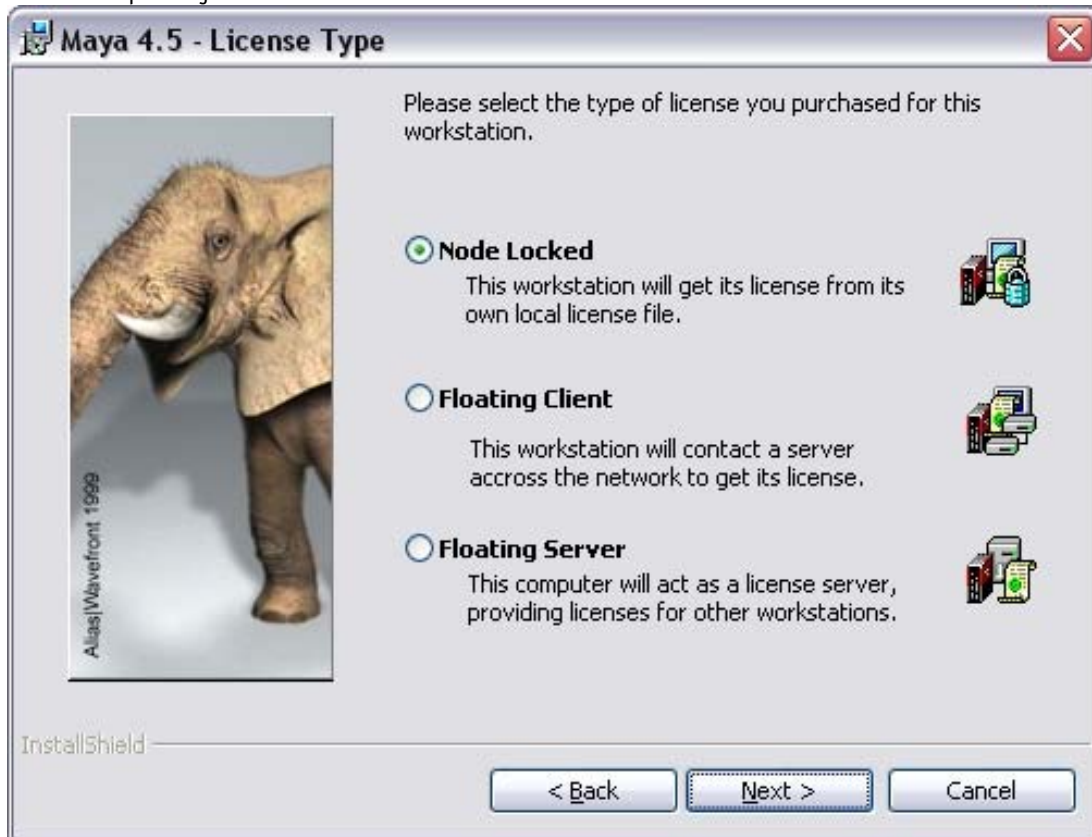 Maya 4.5 - License Type
Please select the type of license you purchased for this
workstation.
Node Locked
This workstation will get its license from its
own local license file.
Floating Client
This workstation will contact a server
accross the network to get its license.
Floating Server
This computer will act as a license server,
providing licenses for other workstations.
Alias|Wavefront 1999
InstallShield
< Back
Next >
Cancel